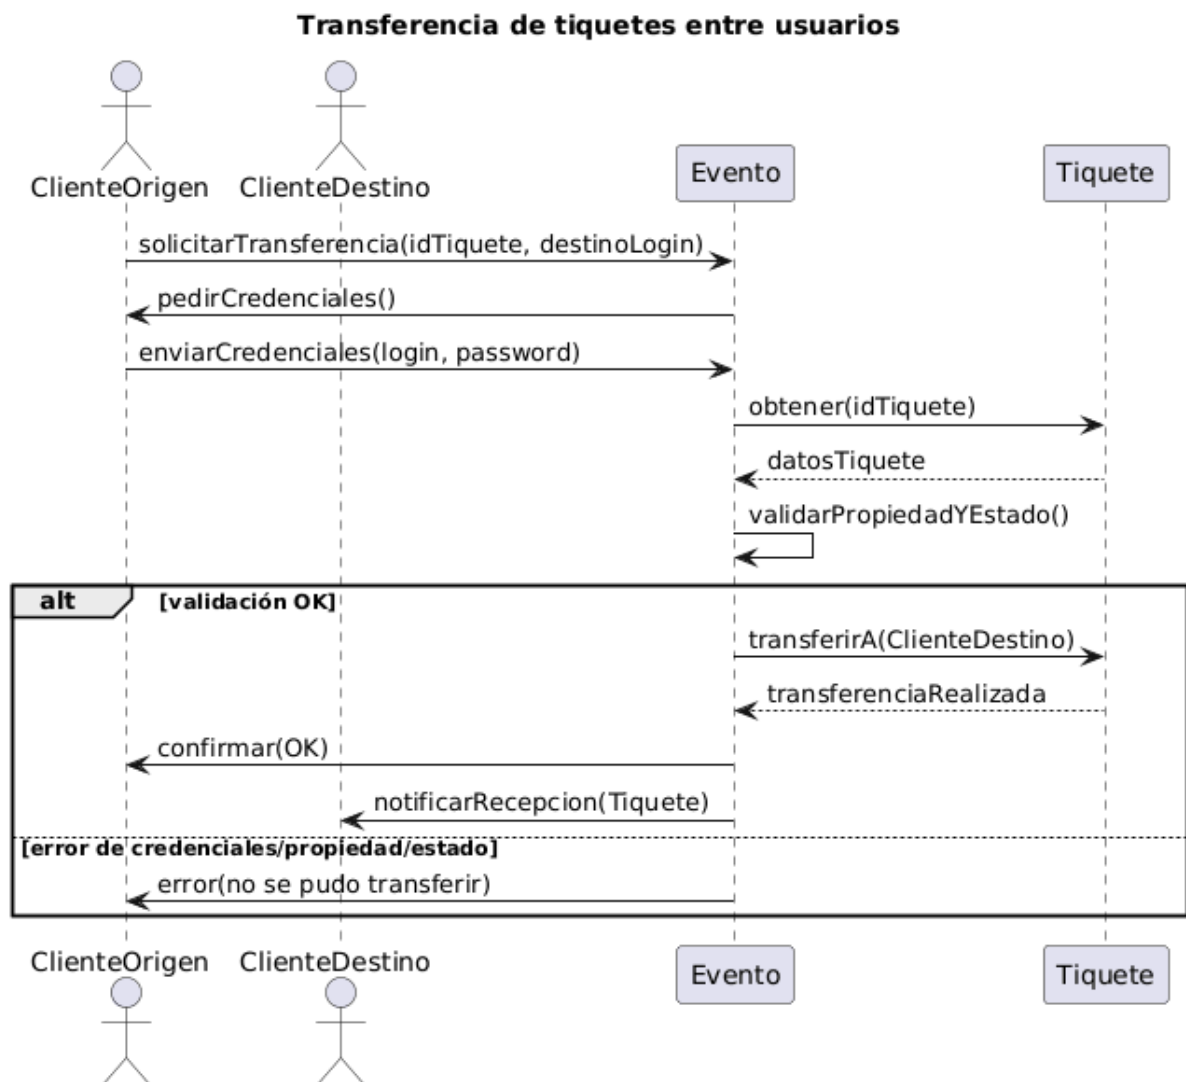 Transferencia de tiquetes entre usuarios
ClienteOrigen
ClienteDestino
Evento
Tiquete
solicitarTransferencia(idTiquete, destinoLogin)
pedirCredenciales()
enviarCredenciales(login, password)
obtener(idTiquete)
datosTiquete
validarPropiedadYEstado()
alt
[validación OK]
transferirA(ClienteDestino)
transferenciaRealizada
confirmar(OK)
notificarRecepcion(Tiquete)
[error de credenciales/propiedad/estado]
error(no se pudo transferir)
ClienteOrigen
ClienteDestino
Evento
Tiquete